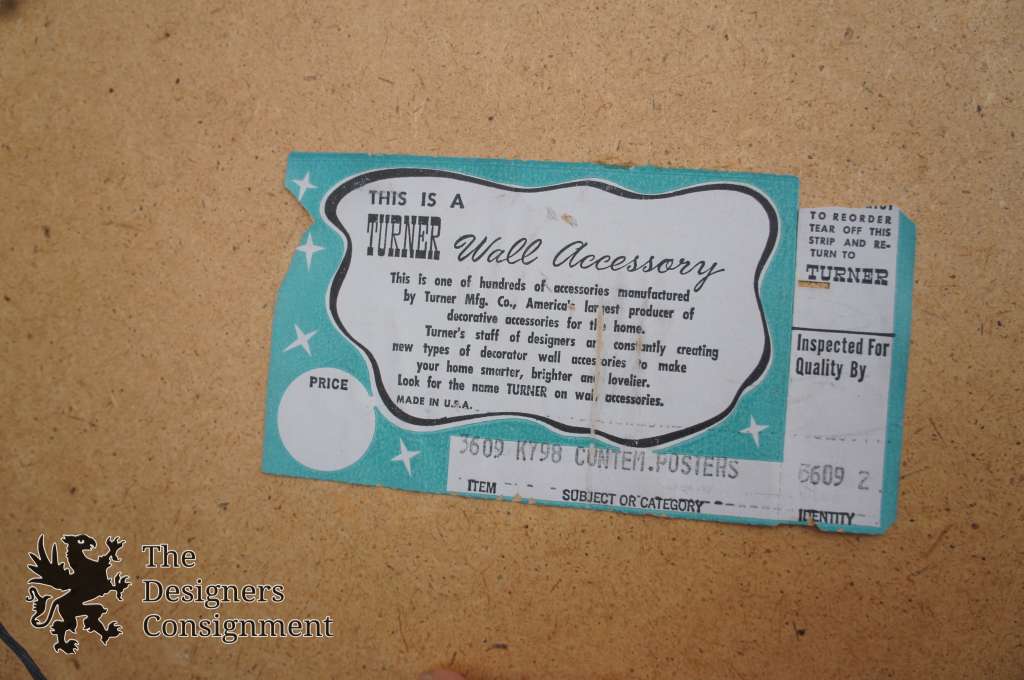 THIS IS A
TURNER Wall Accessory
This is one of hundreds of accessories manufactured
by Turner Mfg. Co., America's largest producer of
decorative accessories for the home.
Turner's staff of designers are constantly creating
new types of decorator wall accessories to make
your home smarter, brighter and lovelier.
Look for the name TURNER on wall accessories.
MADE IN U.S.A.
PRICE
3609 K798 CONTEM.POSTERS
ITEM SUBJECT OR CATEGORY
TO REORDER
TEAR OFF THIS
STRIP AND RE-
TURN TO
TURNER
Inspected For
Quality By
3609 2
IDENTITY
The
Designers
Consignment